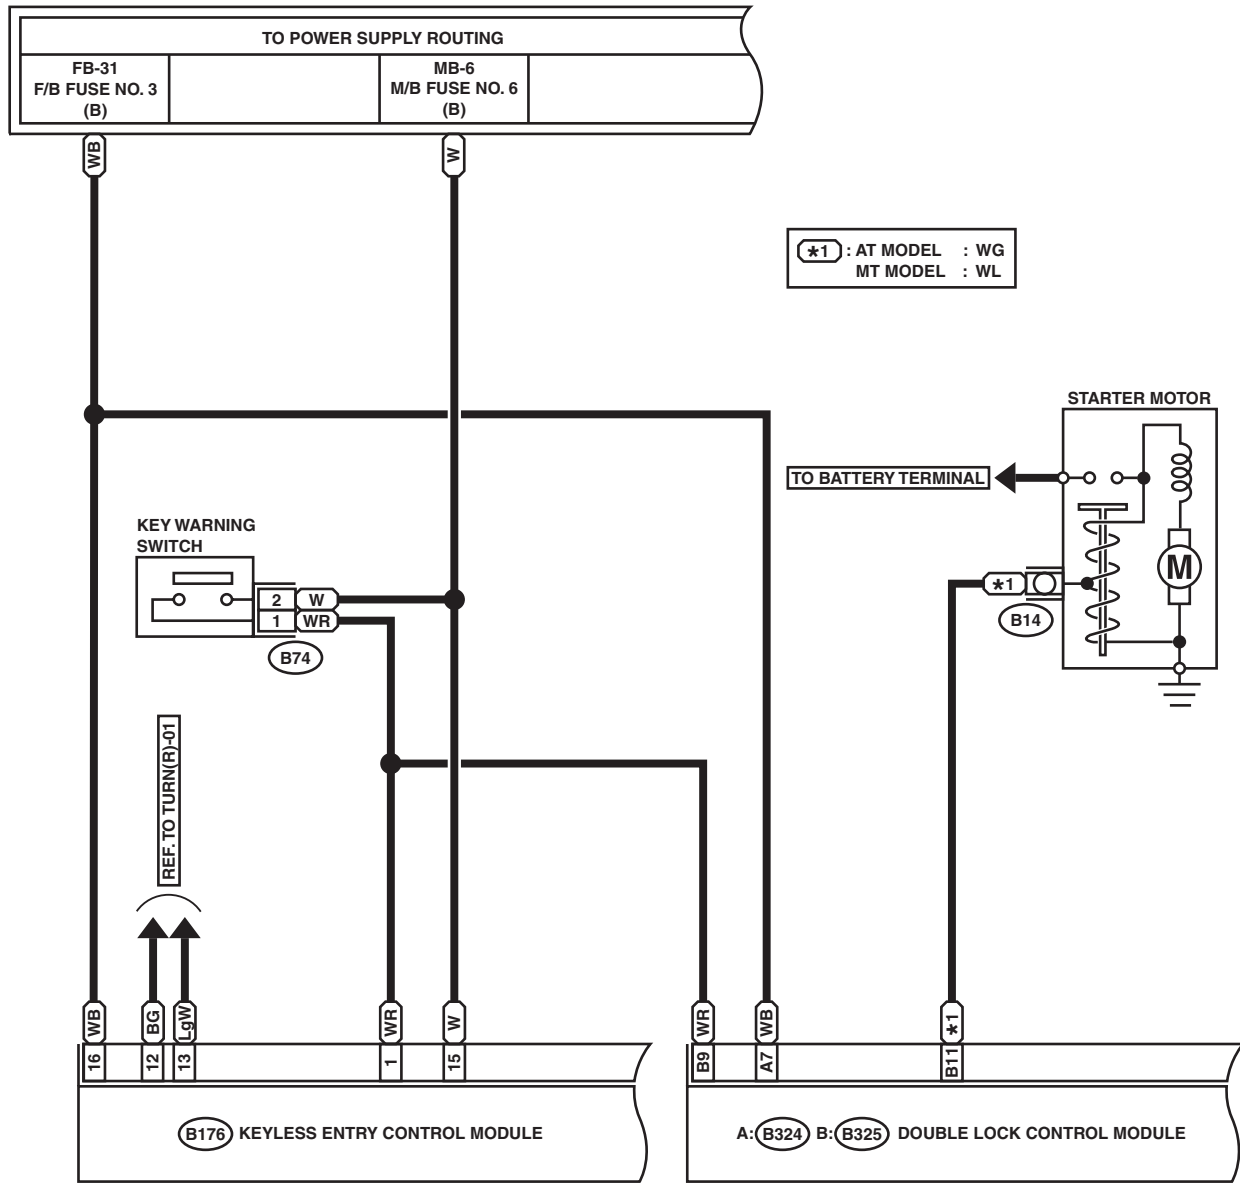 TO POWER SUPPLY ROUTING
FB-31
F/B FUSE NO. 3
(B)
MB-6
M/B FUSE NO. 6
(B)
WB
W
*1 : AT MODEL : WG
MT MODEL : WL
STARTER MOTOR
TO BATTERY TERMINAL
M
*1
B14
KEY WARNING
SWITCH
2 W
1 WR
B74
REF. TO TURN(R)-01
WB
BG
LgW
WR
W
WR
WB
*1
16
12
13
1
15
B9
A7
B11
B176 KEYLESS ENTRY CONTROL MODULE
A: B324 B: B325 DOUBLE LOCK CONTROL MODULE